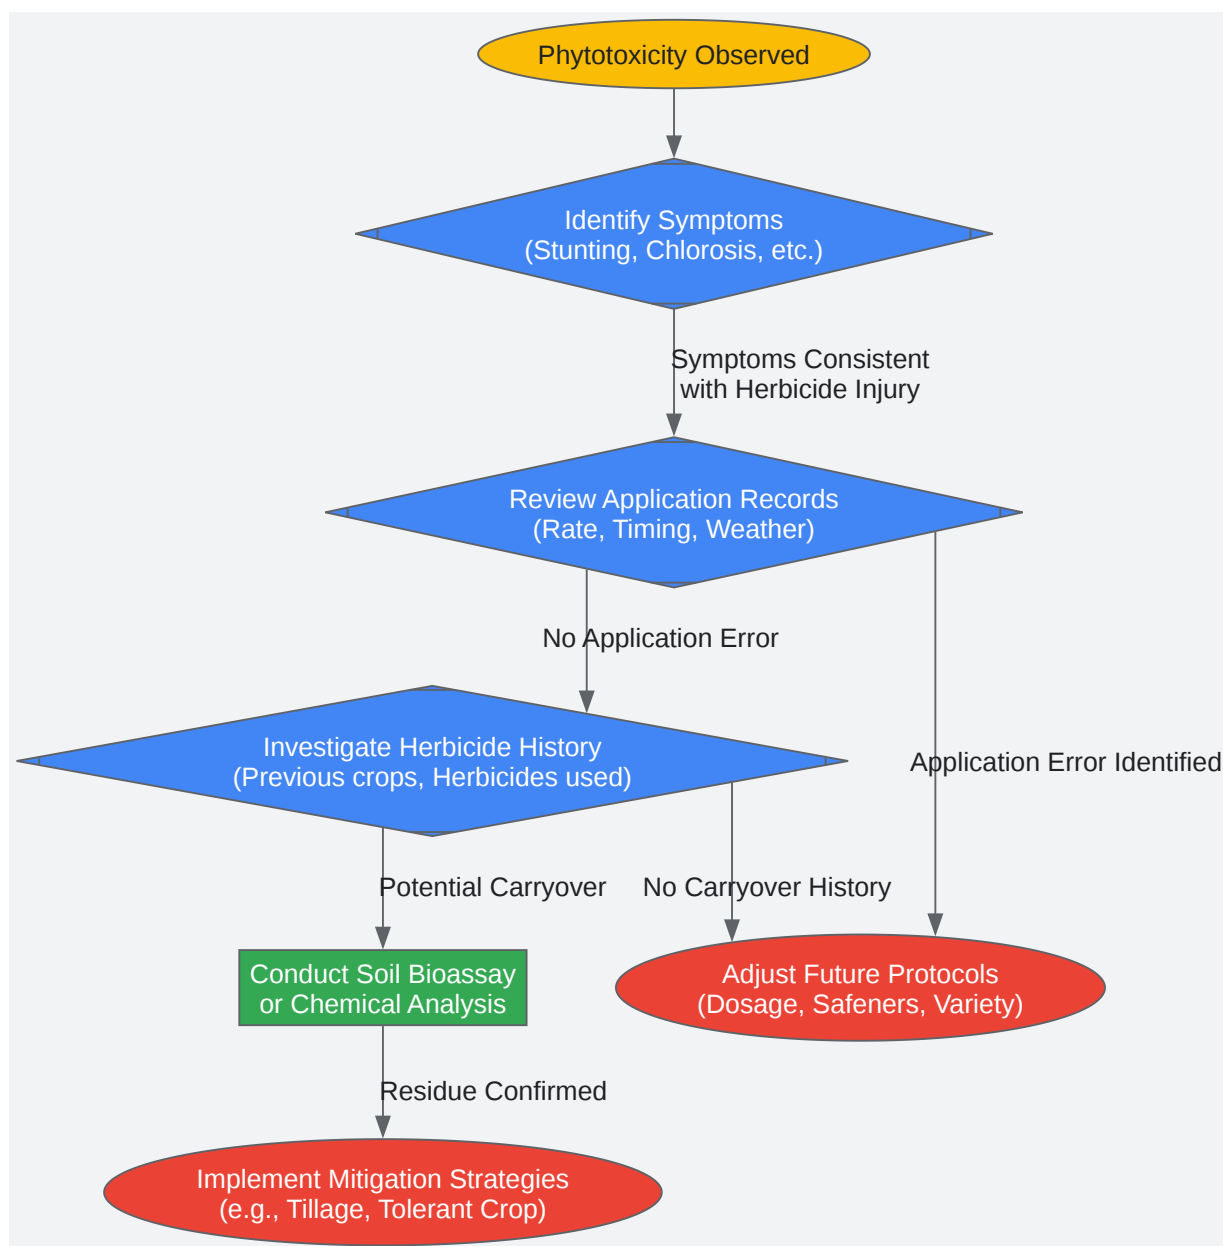 Phytotoxicity Observed
Identify Symptoms
(Stunting, Chlorosis, etc.)
Symptoms Consistent
with Herbicide Injury
Review Application Records
(Rate, Timing, Weather)
No Application Error
Investigate Herbicide History
(Previous crops, Herbicides used)
Application Error Identified
Potential Carryover
No Carryover History
Conduct Soil Bioassay
or Chemical Analysis
Adjust Future Protocols
(Dosage, Safeners, Variety)
Residue Confirmed
Implement Mitigation Strategies
(e.g., Tillage, Tolerant Crop)